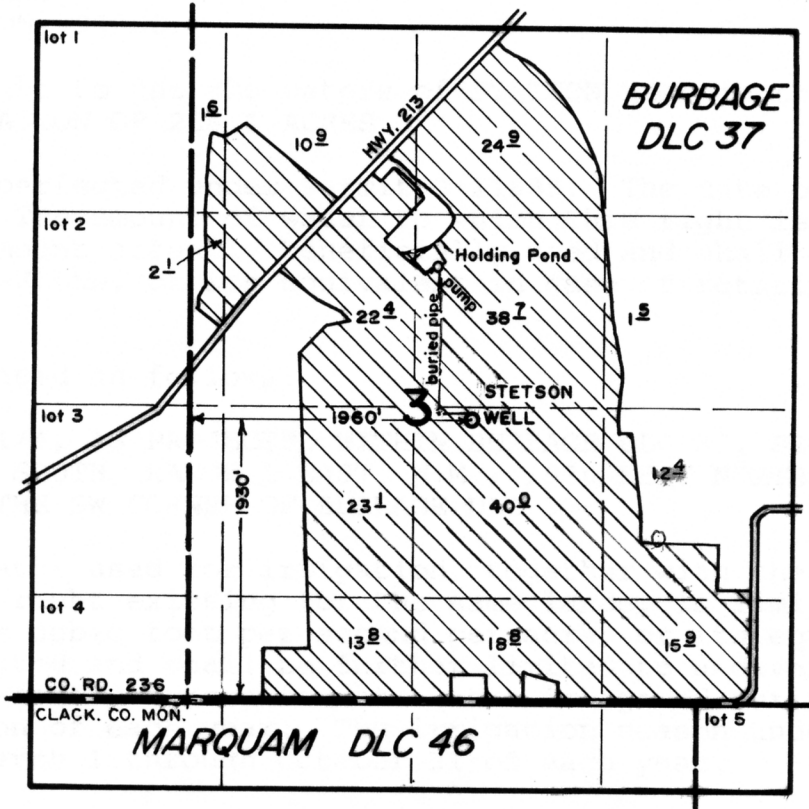 lot 1
BURBAGE
DLC 37
HWY. 213
1 6
10 9
24 9
lot 2
2 1
Holding Pond
pump
22 4
38 7
1 5
buried pipe
STETSON
WELL
lot 3
1960'
3
12 4
1930'
23 1
40 0
lot 4
13 8
18 8
15 9
CO. RD. 236
CLACK. CO. MON.
lot 5
MARQUAM DLC 46